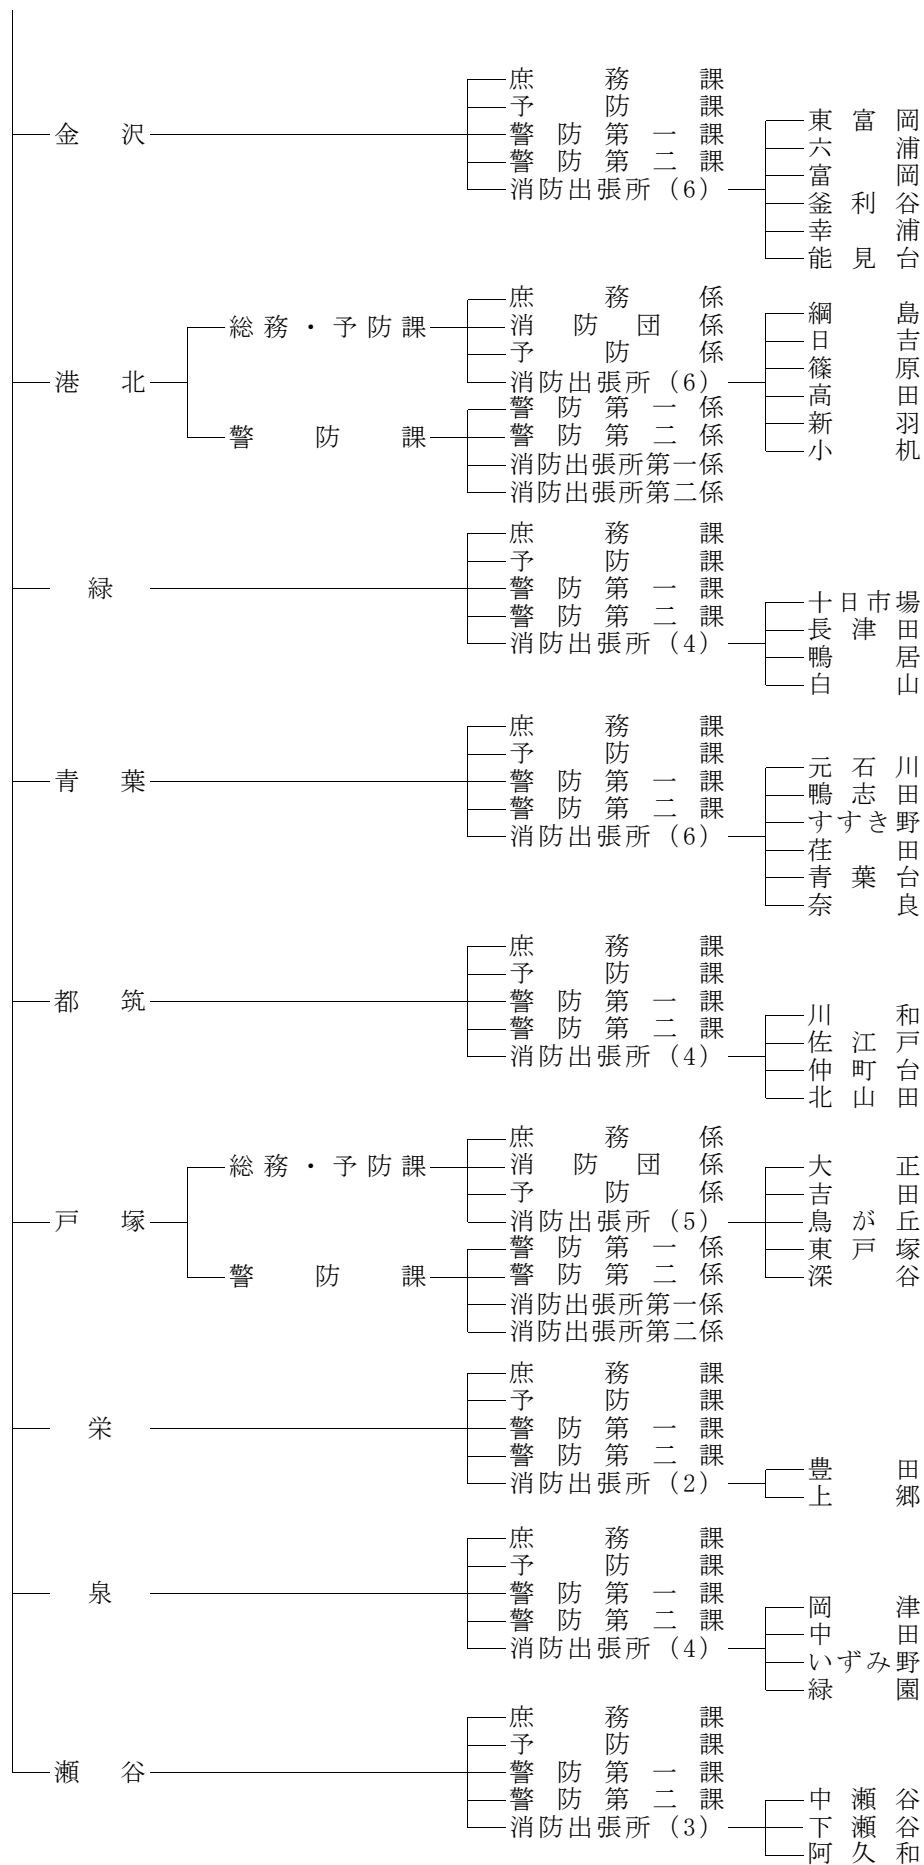 金沢
庶務課
予防課
警防第一課
警防第二課
消防出張所(6)
東富岡
六浦
富岡
釜利谷
幸浦
能見台
港北
総務・予防課
庶務係
消防団係
予防係
消防出張所(6)
綱島
日吉
篠原
高田
新羽
小机
警防課
警防第一係
警防第二係
消防出張所第一係
消防出張所第二係
緑
庶務課
予防課
警防第一課
警防第二課
消防出張所(4)
十日市場
長津田
鴨居
白山
青葉
庶務課
予防課
警防第一課
警防第二課
消防出張所(6)
元石川
鴨志田
すすき野
荏田
青葉台
奈良
都筑
庶務課
予防課
警防第一課
警防第二課
消防出張所(4)
川和
佐江戸
仲町台
北山田
戸塚
総務・予防課
庶務係
消防団係
予防係
消防出張所(5)
大正
吉田
鳥が丘
東戸塚
深谷
警防課
警防第一係
警防第二係
消防出張所第一係
消防出張所第二係
栄
庶務課
予防課
警防第一課
警防第二課
消防出張所(2)
豊田
上郷
泉
庶務課
予防課
警防第一課
警防第二課
消防出張所(4)
岡津
中田
いずみ野
緑園
瀬谷
庶務課
予防課
警防第一課
警防第二課
消防出張所(3)
中瀬谷
下瀬谷
阿久和